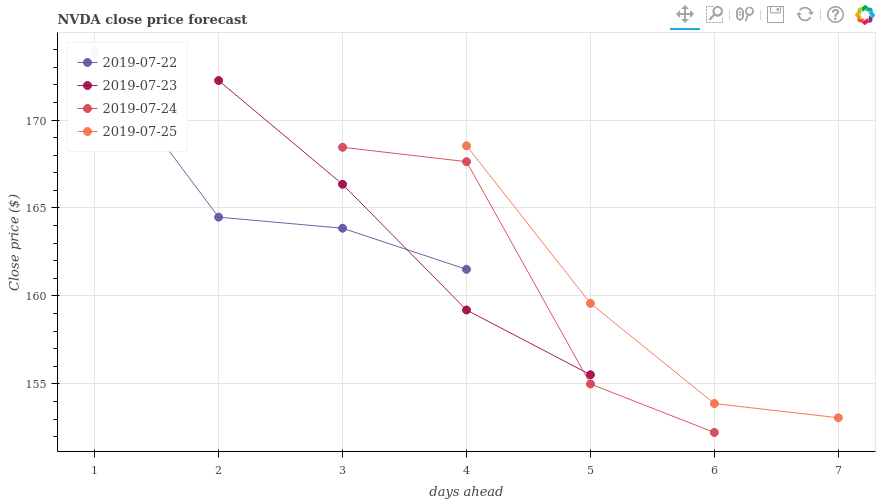 NVDA close price forecast
2019-07-22
2019-07-23
2019-07-24
2019-07-25
170
165
160
155
Close price ($)
1 2 3 4 5 6 7
days ahead